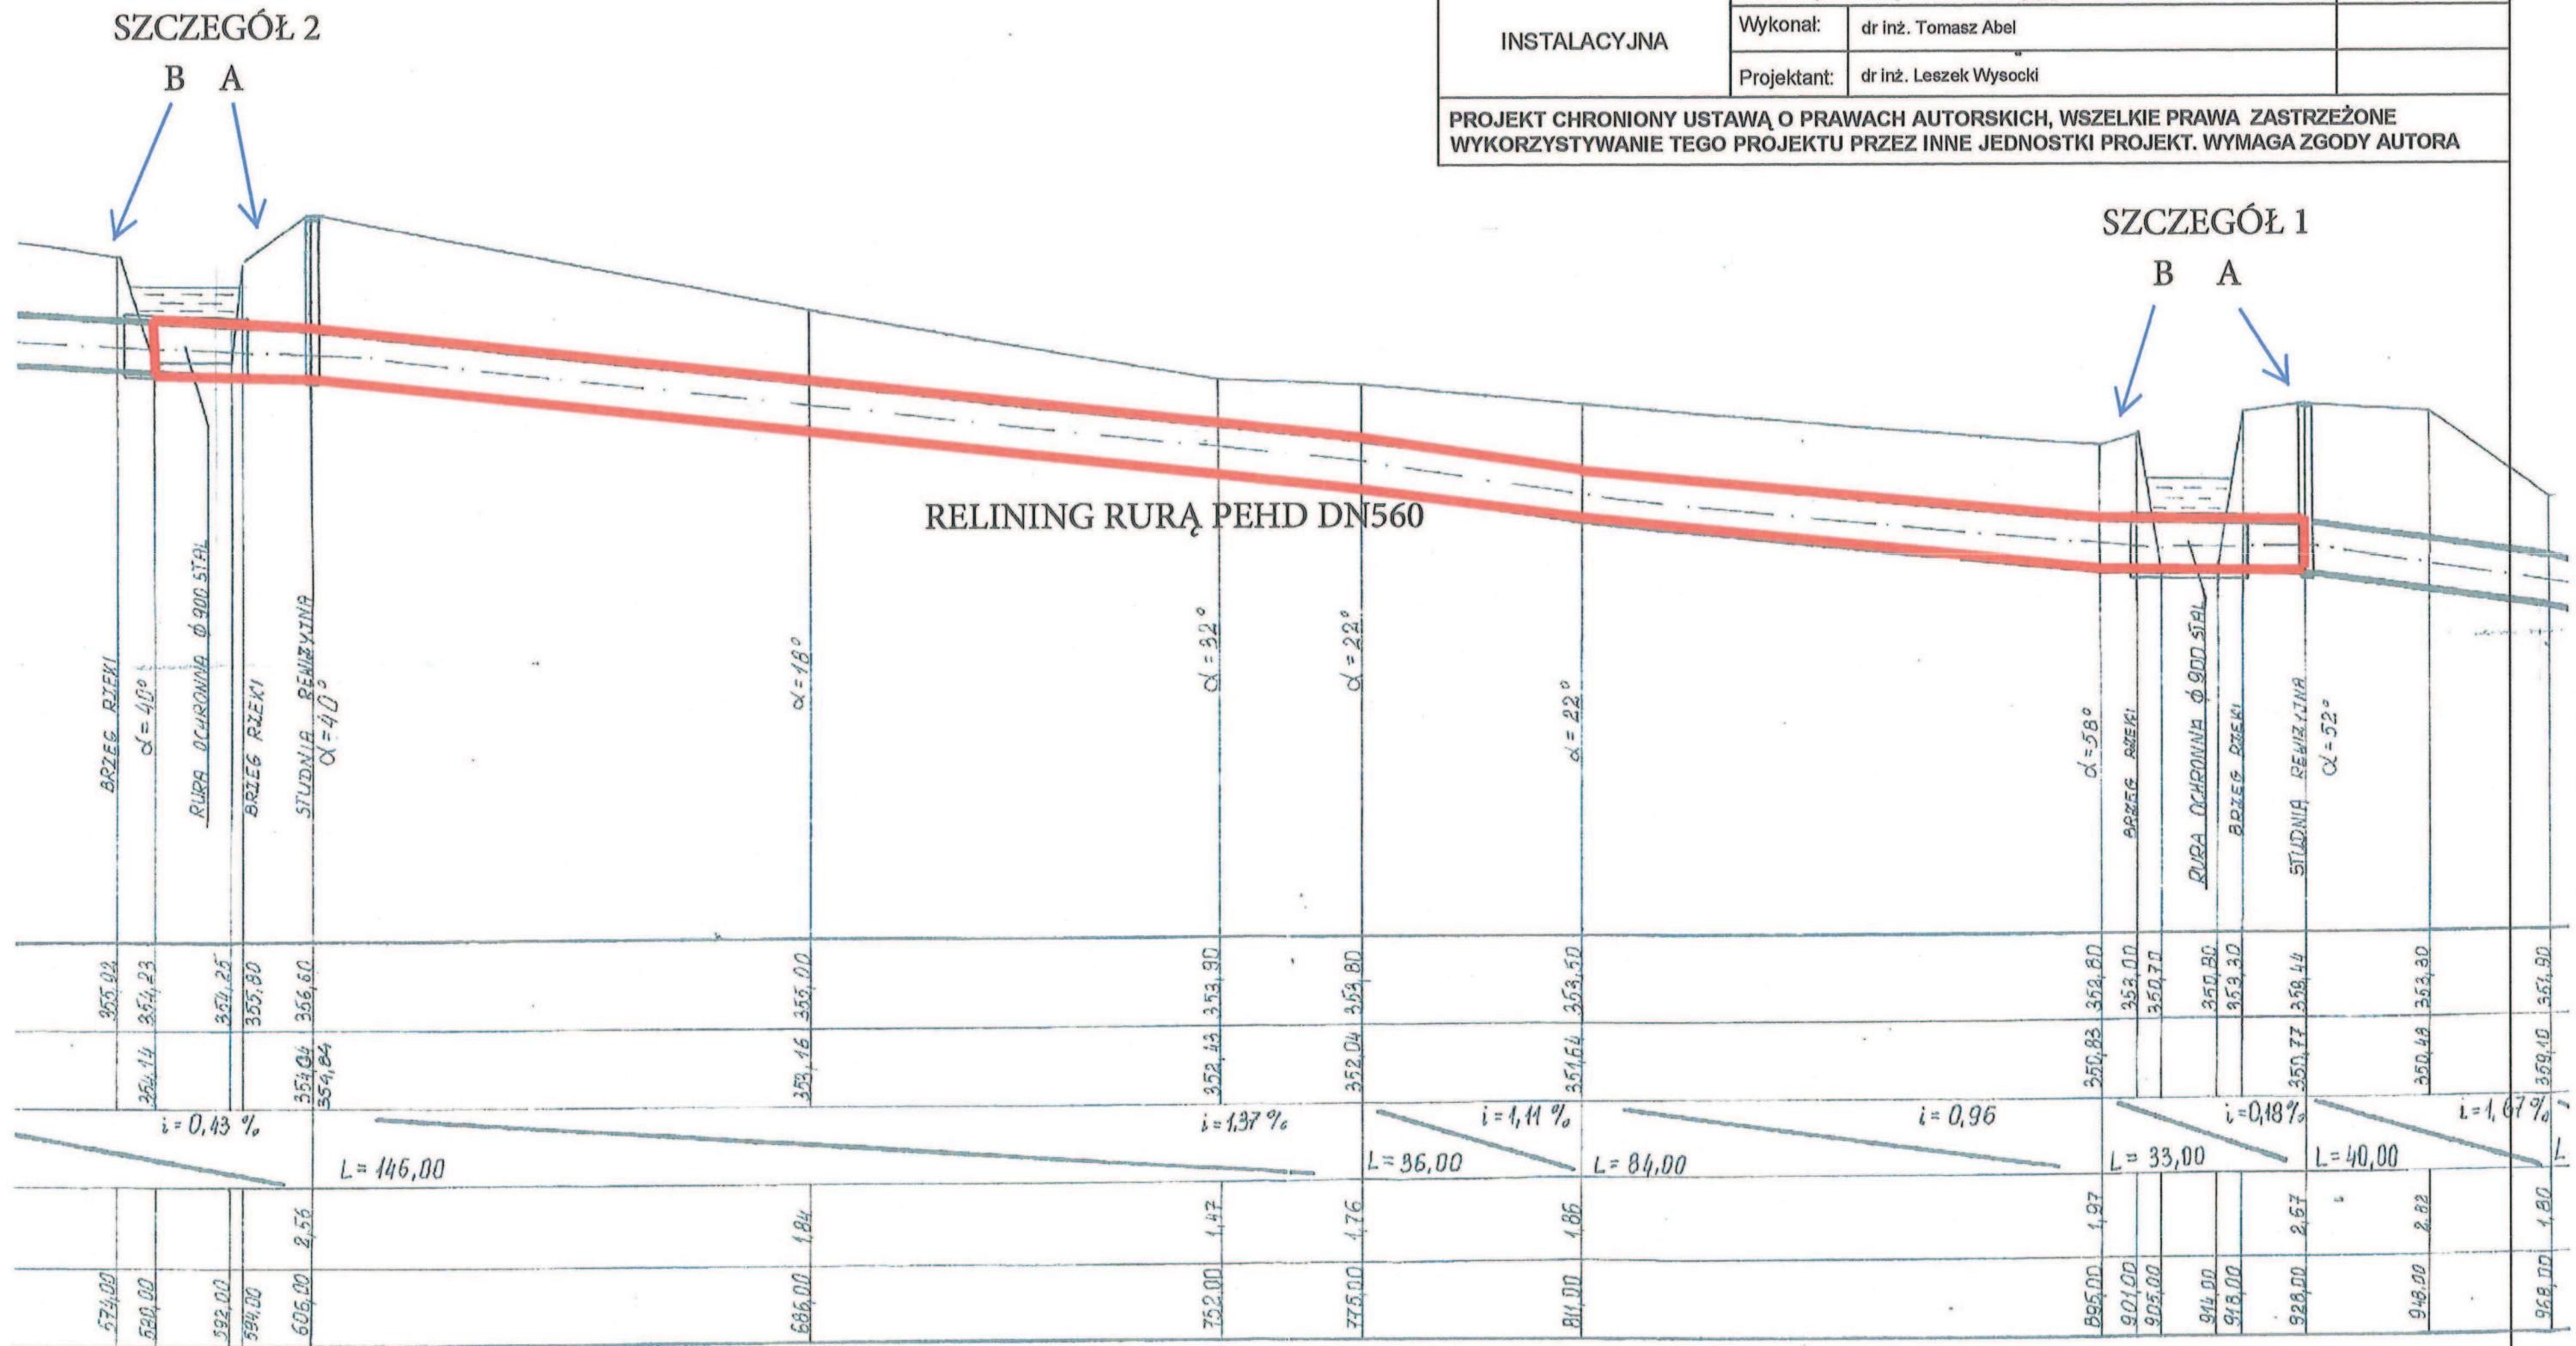 SZCZEGÓŁ 2
B A
INSTALACYJNA
Wykonał:
dr inż. Tomasz Abel
Projektant:
dr inż. Leszek Wysocki
PROJEKT CHRONIONY USTAWĄ O PRAWACH AUTORSKICH, WSZELKIE PRAWA ZASTRZEŻONE
WYKORZYSTYWANIE TEGO PROJEKTU PRZEZ INNE JEDNOSTKI PROJEKT. WYMAGA ZGODY AUTORA
SZCZEGÓŁ 1
B A
RELINING RURĄ PEHD DN560
BRZEG RZEKI
α = 40°
RURA OCHRONNA ϕ 900 STAL
BRZEG RZEKI
STUDNIA REWIZYJNA
α = 40°
α = 18°
α = 32°
α = 22°
α = 22°
α = 58°
BRZEG RZEKI
RURA OCHRONNA ϕ 900 STAL
BRZEG RZEKI
STUDNIA REWIZYJNA
α = 52°
354,23
354,25
355,80
356,60
355,00
353,90
353,80
353,50
352,80
353,00
350,70
350,80
353,30
353,44
353,30
351,90
354,14
354,04
353,16
352,43
352,04
351,64
350,83
350,77
350,48
i = 0,43 %
i = 1,37 %
i = 1,11 %
i = 0,96
i = 0,18 %
i = 1,67 %
L = 146,00
L = 36,00
L = 84,00
L = 33,00
L = 40,00
L
2,56
1,84
1,47
1,76
1,86
1,97
2,67
2,82
1,80
574,00
580,00
592,00
594,00
606,00
686,00
752,00
775,00
811,00
895,00
901,00
905,00
914,00
918,00
928,00
948,00
968,00